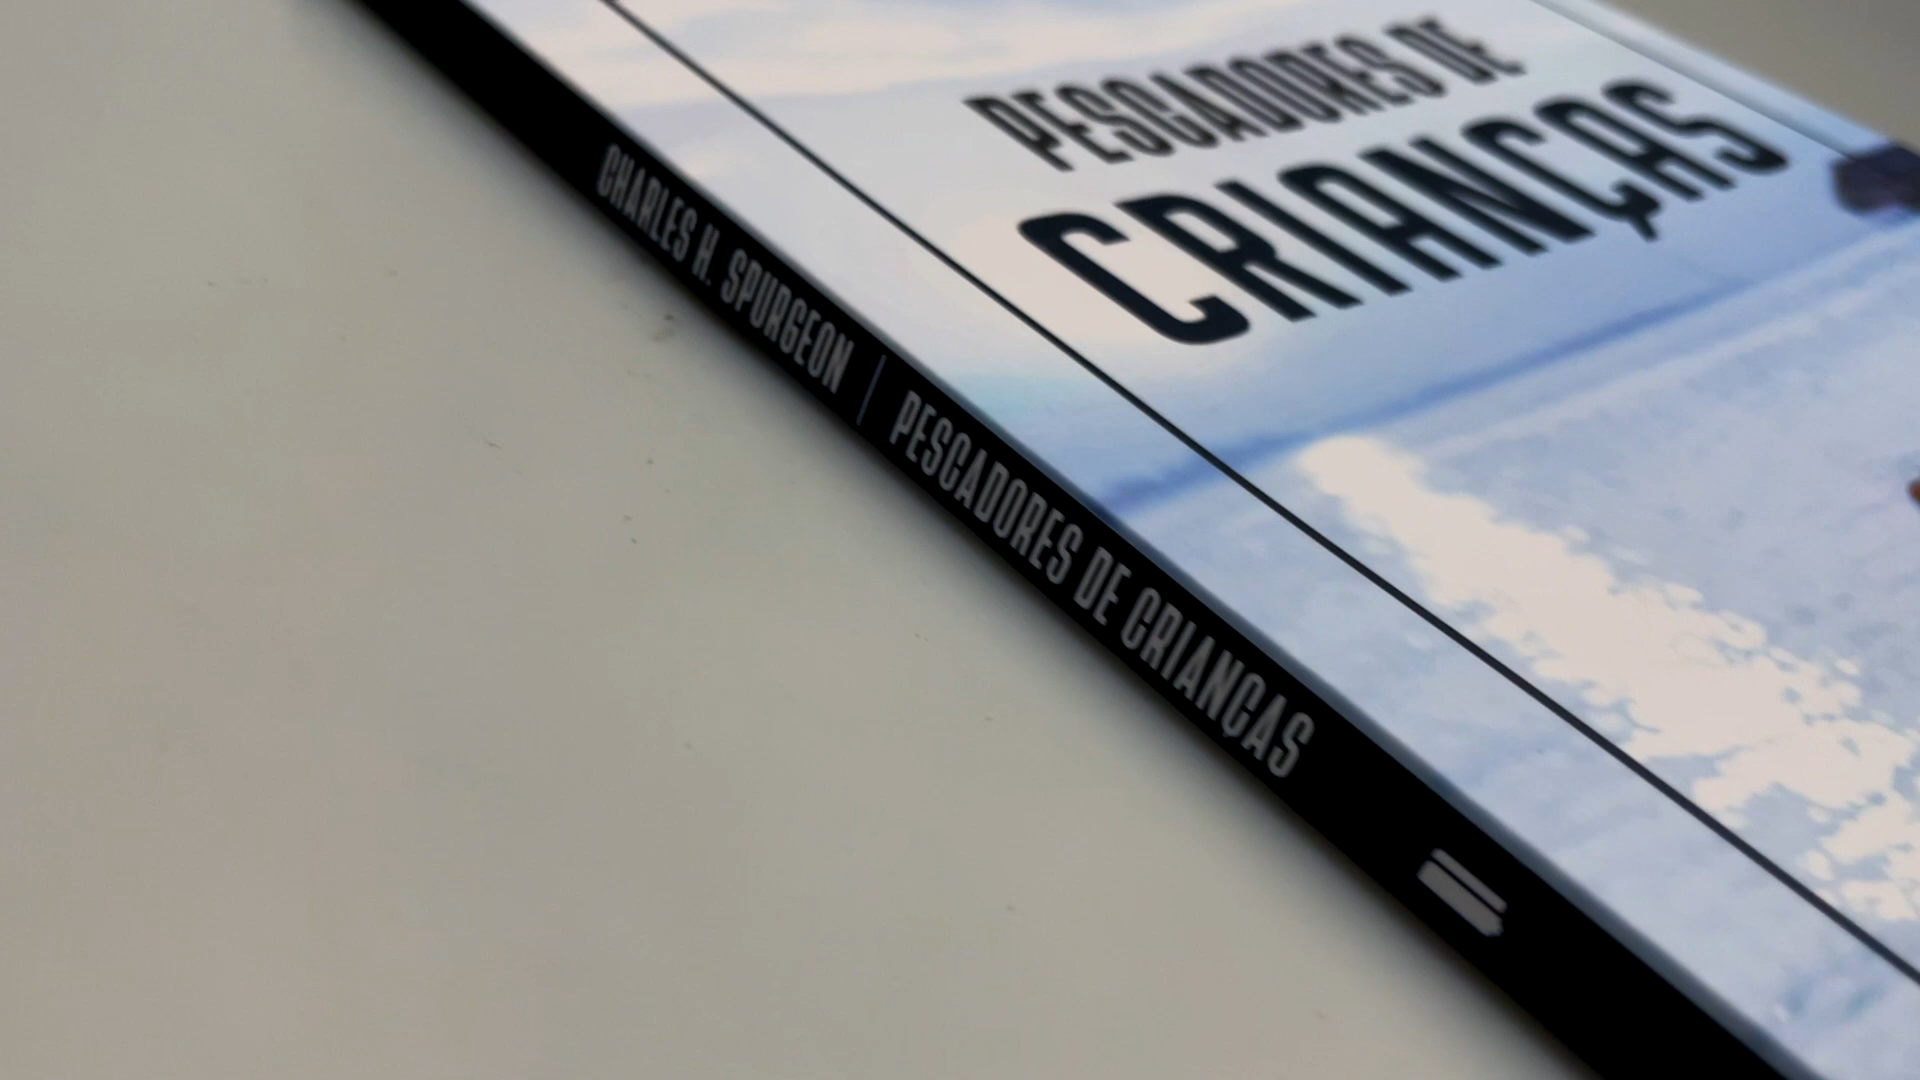 PESCADORES DE
CRIANÇAS
CHARLES H. SPURGEON | PESCADORES DE CRIANÇAS